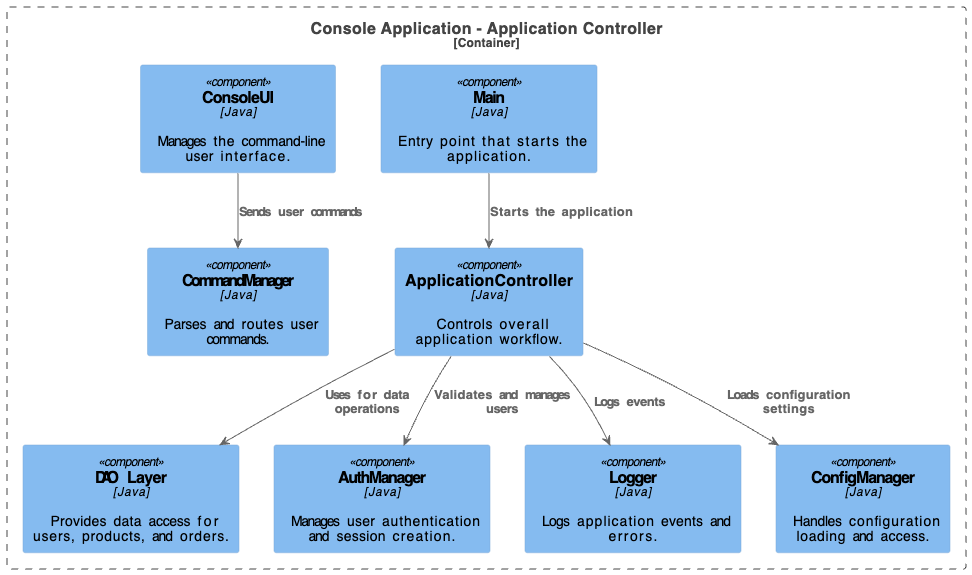 Console Application - Application Controller
[Container]
«component»
ConsoleUI
[Java]
Manages the command-line
user interface.
«component»
Main
[Java]
Entry point that starts the
application.
Sends user commands
Starts the application
«component»
CommandManager
[Java]
Parses and routes user
commands.
«component»
ApplicationController
[Java]
Controls overall
application workflow.
Uses for data
operations
Validates and manages
users
Logs events
Loads configuration
settings
«component»
DAO Layer
[Java]
Provides data access for
users, products, and orders.
«component»
AuthManager
[Java]
Manages user authentication
and session creation.
«component»
Logger
[Java]
Logs application events and
errors.
«component»
ConfigManager
[Java]
Handles configuration
loading and access.